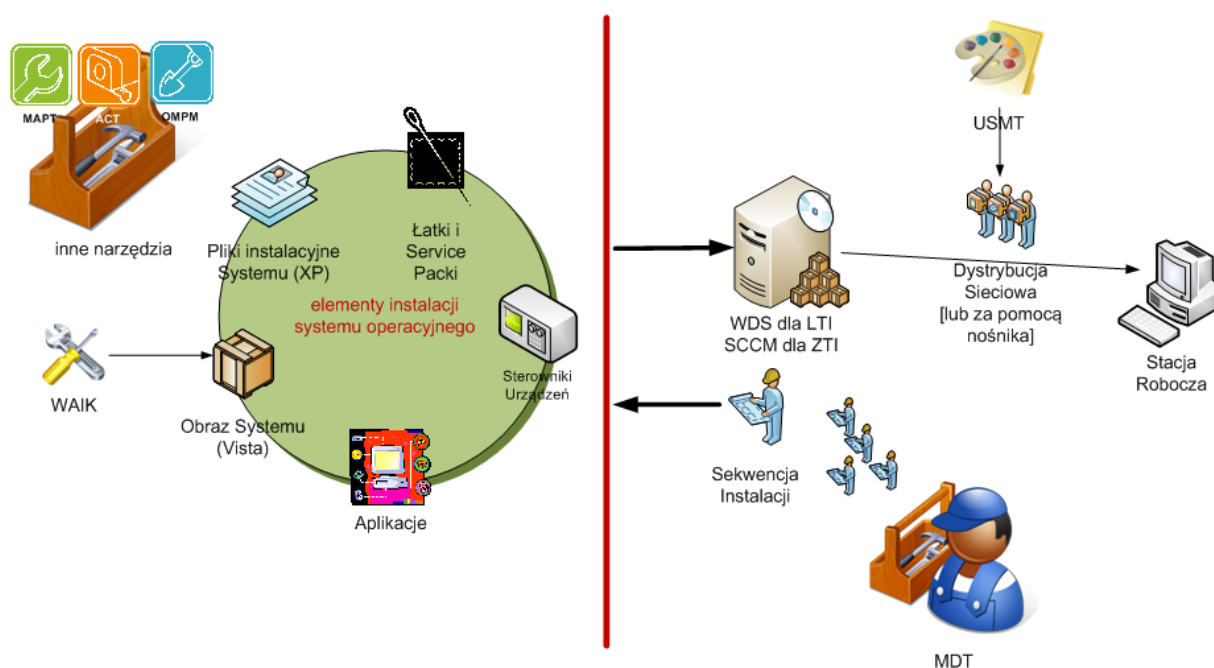 MAPT
ACT
OMPM
inne narzędzia
WAIK
Pliki instalacyjne
Systemu (XP)
Łatki i
Service
Packi
elementy instalacji
systemu operacyjnego
Sterowniki
Urządzeń
Obraz Systemu
(Vista)
Aplikacje
USMT
WDS dla LTI
SCCM dla ZTI
Dystrybucja
Sieciowa
[lub za pomocą
nośnika]
Stacja
Robocza
Sekwencja
Instalacji
MDT